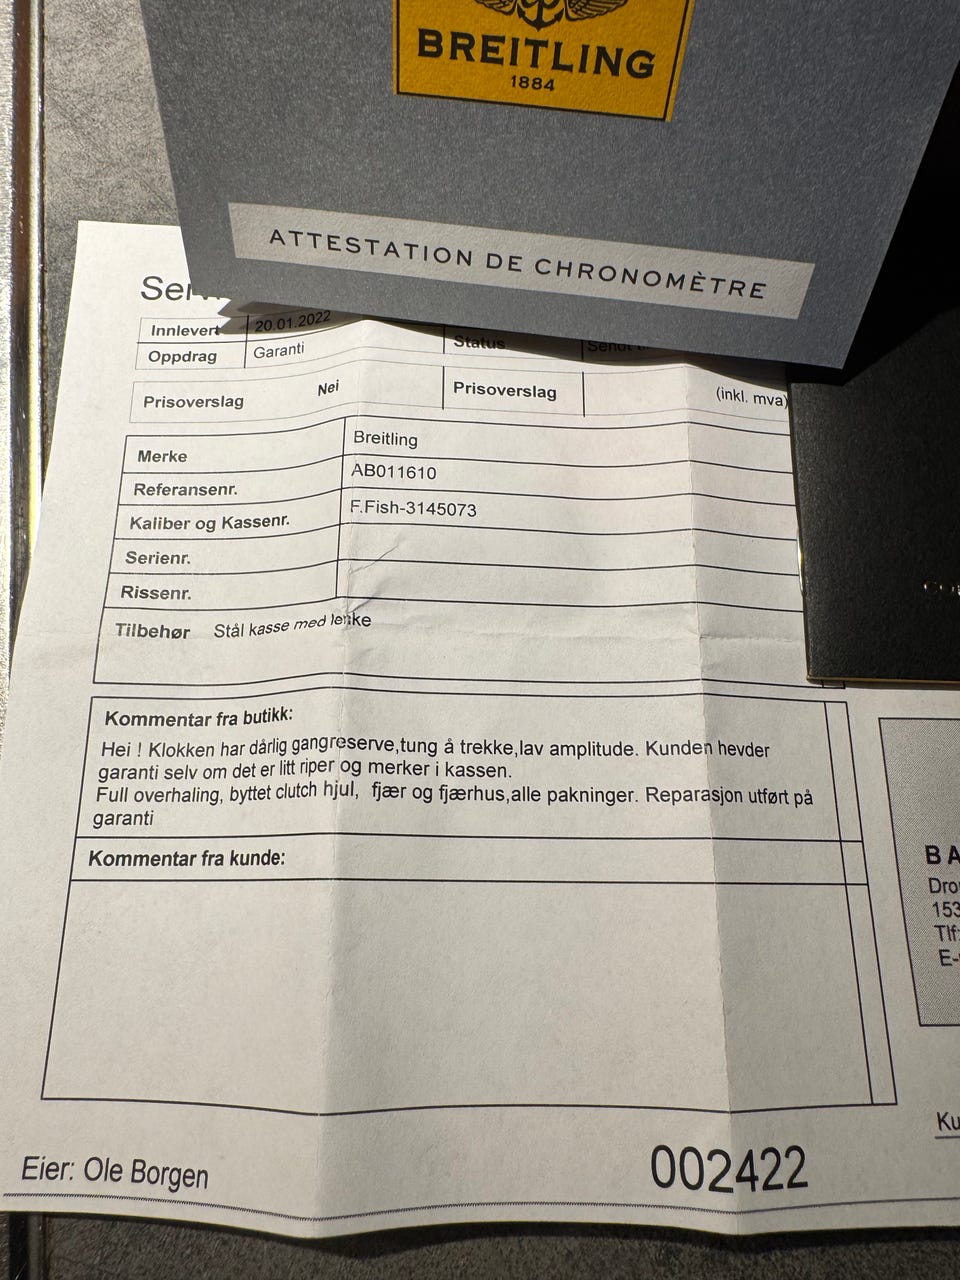 BREITLING
1884
ATTESTATION DE CHRONOMÈTRE
Innlevert 20.01.2022 Status
Oppdrag Garanti
Prisoverslag Nei Prisoverslag (inkl. mva)
Merke Breitling
Referansenr. AB011610
Kaliber og Kassenr. F.Fish-3145073
Serienr.
Rissenr.
Tilbehør Stål kasse med lenke
Kommentar fra butikk:
Hei ! Klokken har dårlig gangreserve,tung å trekke,lav amplitude. Kunden hevder
garanti selv om det er litt riper og merker i kassen.
Full overhaling, byttet clutch hjul, fjær og fjærhus,alle pakninger. Reparasjon utført på
garanti
Kommentar fra kunde:
Eier: Ole Borgen
002422
153
Tlf: